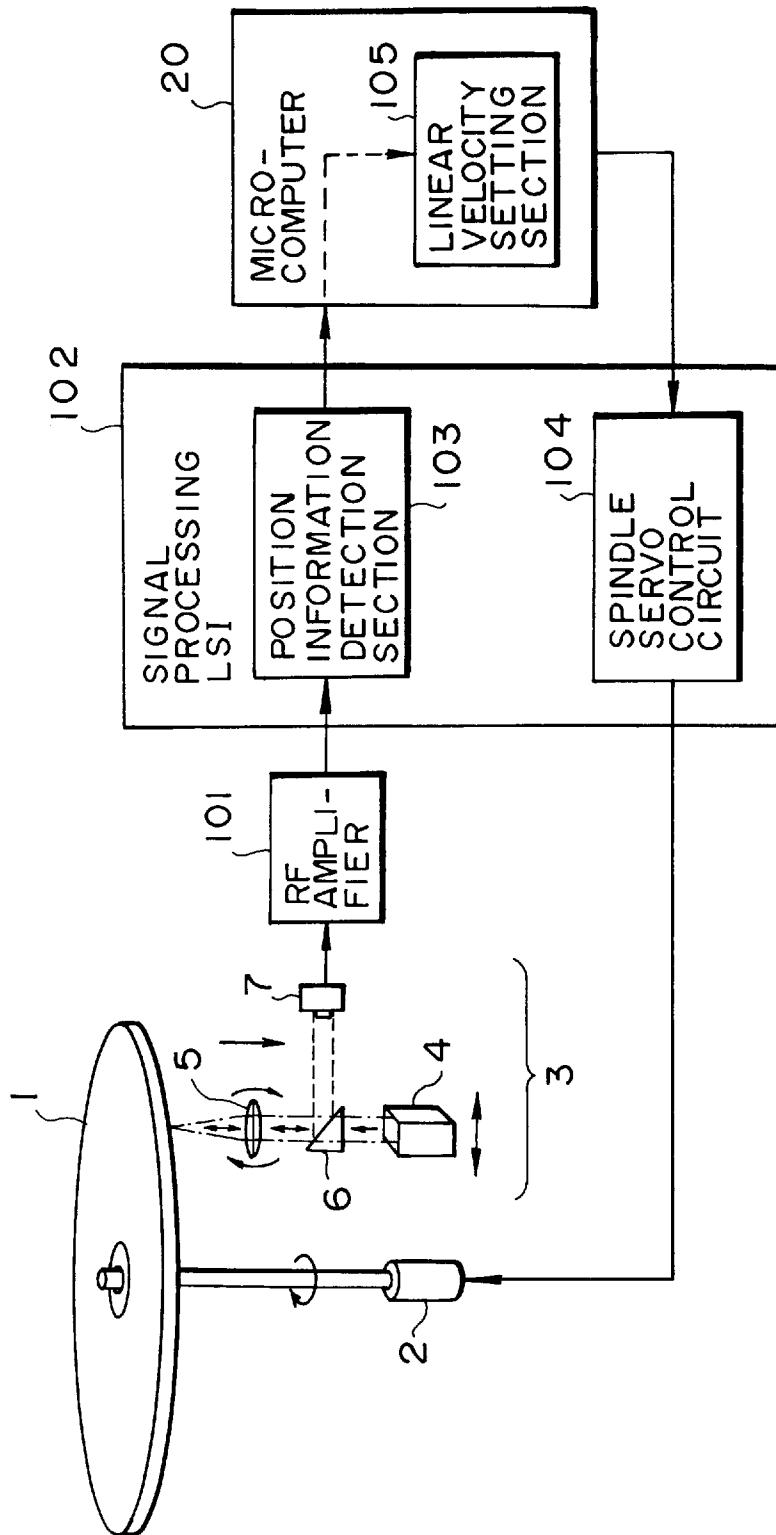 1
2
3
4
5
6
7
101
RF
AMPLI-
FIER
102
SIGNAL
PROCESSING
LSI
POSITION
INFORMATION
DETECTION
SECTION
103
SPINDLE
SERVO
CONTROL
CIRCUIT
104
20
MICRO-
COMPUTER
105
LINEAR
VELOCITY
SETTING
SECTION